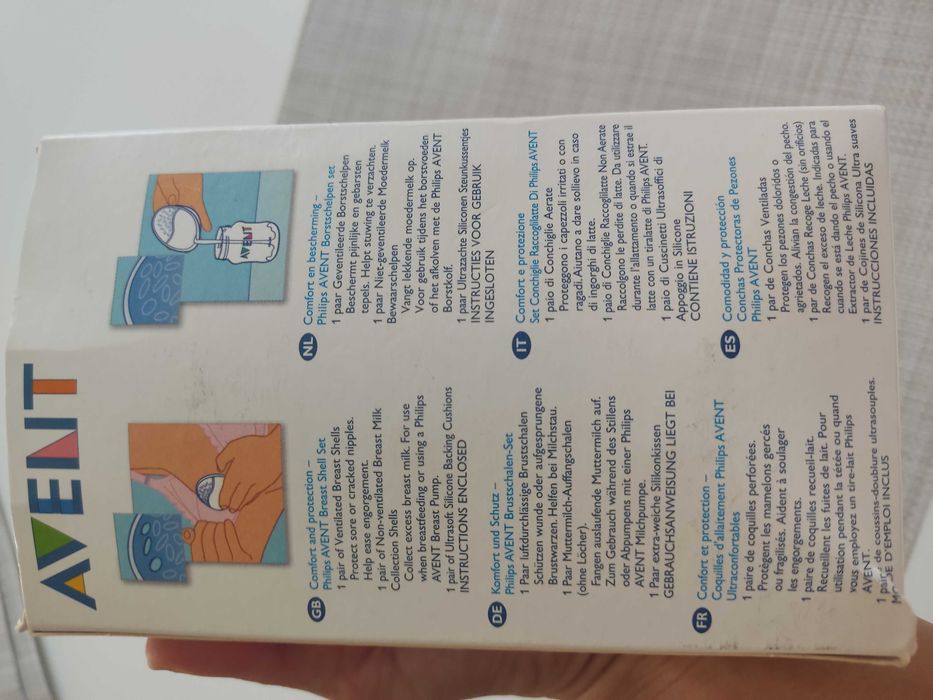 AVENT
AVENT
GB Comfort and protection –
Philips AVENT Breast Shell Set
1 pair of Ventilated Breast Shells
Protect sore or cracked nipples.
Help ease engorgement.
1 pair of Non-ventilated Breast Milk
Collection Shells
Collect excess breast milk. For use
when breastfeeding or using a Philips
AVENT Breast Pump.
1 pair of Ultrasoft Silicone Backing Cushions
INSTRUCTIONS ENCLOSED
NL Comfort en bescherming –
Philips AVENT Borstschelpen set
1 paar Geventileerde Borstschelpen
Beschermt pijnlijke en gebarsten
tepels. Helpt stuwing te verzachten.
1 paar Niet-geventileerde Moedermelk
Bewaarschelpen
Vangt lekkende moedermelk op.
Voor gebruik tijdens het borstvoeden
of het afkolven met de Philips AVENT
Borstkolf.
1 paar Ultrazachte Siliconen Steunkussentjes
INSTRUCTIES VOOR GEBRUIK
INGESLOTEN
DE Komfort und Schutz –
Philips AVENT Brustschalen-Set
1 Paar luftdurchlässige Brustschalen
Schützen wunde oder aufgesprungene
Brustwarzen. Helfen bei Milchstau.
1 Paar Muttermilch-Auffangschalen
(ohne Löcher).
Fangen auslaufende Muttermilch auf.
Zum Gebrauch während des Stillens
oder Abpumpens mit einer Philips
AVENT Milchpumpe.
1 Paar extra-weiche Silikonkissen
GEBRAUCHSANWEISUNG LIEGT BEI
IT Comfort e protezione
Set Conchiglie Raccoglilatte Di Philips AVENT
1 paio di Conchiglie Aerate
Proteggono i capezzoli irritati o con
ragadi. Aiutano a dare sollievo in caso
di ingorghi di latte.
1 paio di Conchiglie Raccoglilatte Non Aerate
Raccolgono le perdite di latte. Da utilizzare
durante l'allattamento o quando si estrae il
latte con un tiralatte di Philips AVENT.
1 paio di Cuscinetti Ultrasoffici di
Appoggio in Silicone
CONTIENE ISTRUZIONI
FR Confort et protection –
Coquilles d'allaitement Philips AVENT
Ultraconfortables
1 paire de coquilles perforées.
Protègent les mamelons gercés
ou fragilisés. Aident à soulager
les engorgements.
1 paire de coquilles recueil-lait.
Recueillent les fuites de lait. Pour
utilisation pendant la tétée ou quand
vous employez un tire-lait Philips
AVENT.
1 paire de coussins-doublure ultrasouples.
D'EMPLOI INCLUS
ES Comodidad y protección
Conchas Protectoras de Pezones
Philips AVENT
1 par de Conchas Ventiladas
Protegen los pezones doloridos o
agrietados. Alivian la congestión del pecho.
1 par de Conchas Recoge Leche (sin orificios)
Recogen el exceso de leche. Indicadas para
cuando se está dando el pecho o usando el
Extractor de Leche Philips AVENT.
1 par de Cojines de Silicona Ultra suaves
INSTRUCCIONES INCLUIDAS